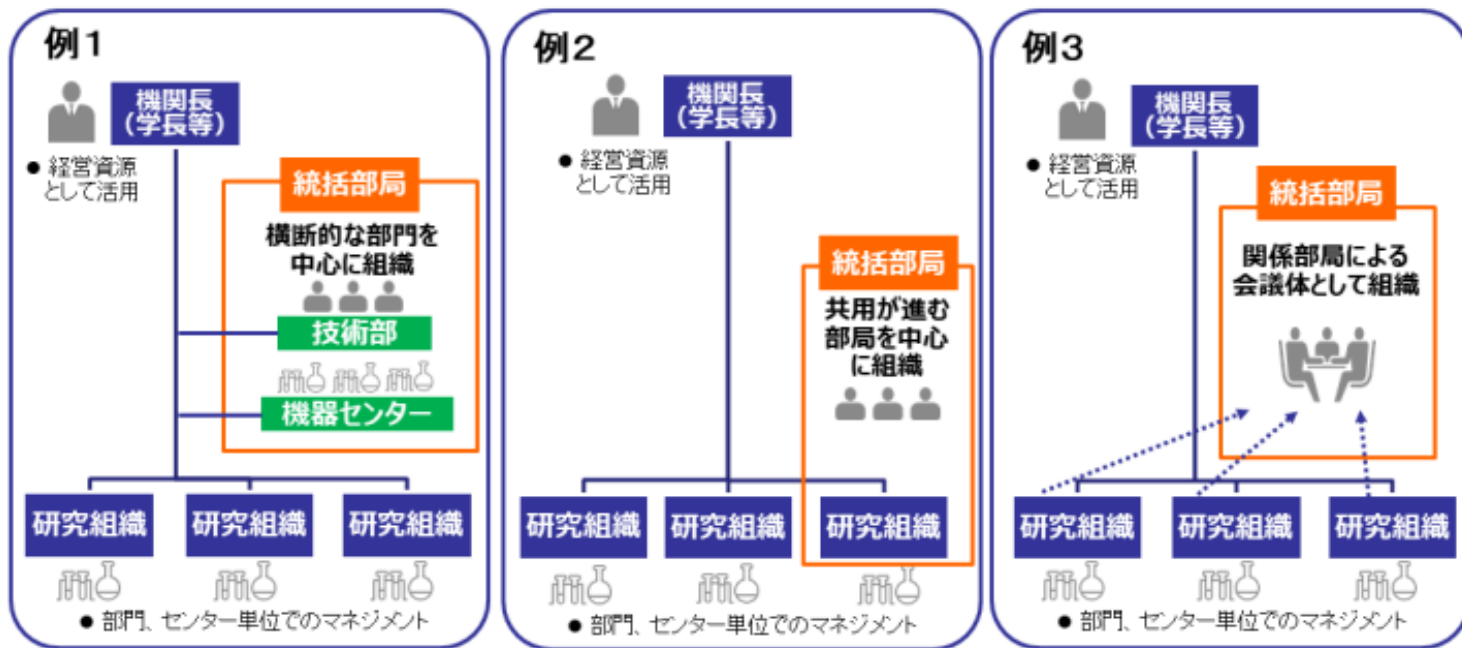 例1
機関長
(学長等)
● 経営資源
として活用
統括部局
横断的な部門を
中心に組織
技術部
機器センター
研究組織
研究組織
研究組織
● 部門、センター単位でのマネジメント
例2
機関長
(学長等)
● 経営資源
として活用
統括部局
共用が進む
部局を中心
に組織
研究組織
研究組織
研究組織
● 部門、センター単位でのマネジメント
例3
機関長
(学長等)
● 経営資源
として活用
統括部局
関係部局による
会議体として組織
研究組織
研究組織
研究組織
● 部門、センター単位でのマネジメント